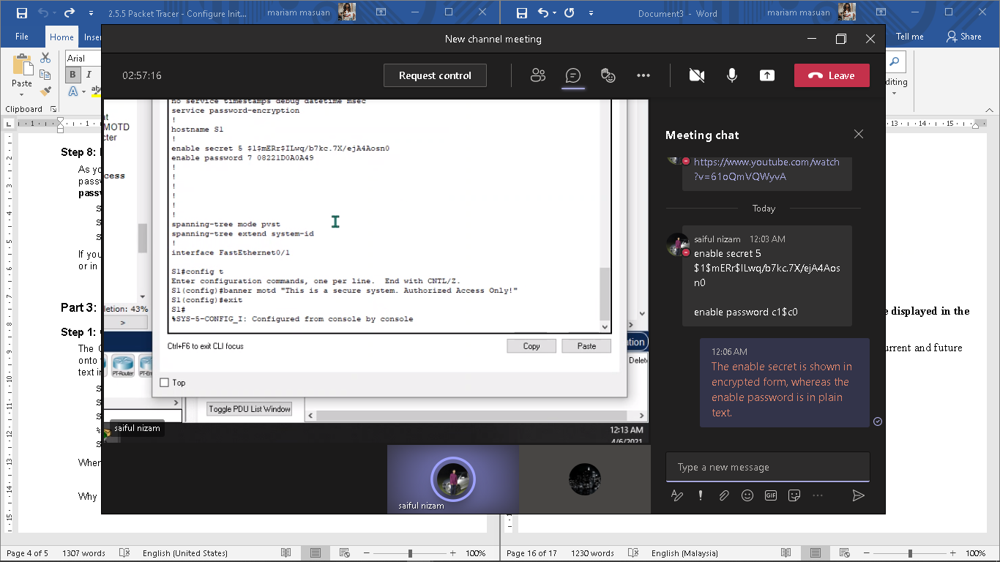 2.5.5 Packet Tracer - Configure Init...
mariam masuan
Document3 - Word
mariam masuan
File
Home
Inser
Tell me
Share
New channel meeting
02:57:16
Request control
Leave
Paste
Arial
B I
Clipboard
diting
no service timestamps debug datetime msec
service password-encryption
!
hostname S1
!
enable secret 5 $1$mERr$ILwq/b7kc.7X/ejA4Aosn0
enable password 7 08221D0A0A49
!
!
!
!
!
!
spanning-tree mode pvst
spanning-tree extend system-id
!
interface FastEthernet0/1
S1#config t
Enter configuration commands, one per line.  End with CNTL/Z.
S1(config)#banner motd "This is a secure system. Authorized Access Only!"
S1(config)#exit
S1#
%SYS-5-CONFIG_I: Configured from console by console
Ctrl+F6 to exit CLI focus
Copy
Paste
Top
Toggle PDU List Window
MOTD
cter
cess
letion: 43%
PT-Router
PT-Em
tion
Delete
12:13 AM
4/6/2021
saiful nizam
saiful nizam
Meeting chat
https://www.youtube.com/watch
?v=61oQmVQWyvA
Today
saiful nizam 12:03 AM
enable secret 5
$1$mERr$ILwq/b7kc.7X/ejA4Aos
n0
enable password c1$c0
12:06 AM
The enable secret is shown in
encrypted form, whereas the
enable password is in plain
text.
Type a new message
GIF
Step 8:
As yo
passv
passv
If you
or in
Part 3:
Step 1:
The
onto
text in
Wher
Why
e displayed in the
urrent and future
Page 4 of 5
1307 words
English (United States)
100%
Page 16 of 17
1230 words
English (Malaysia)
100%